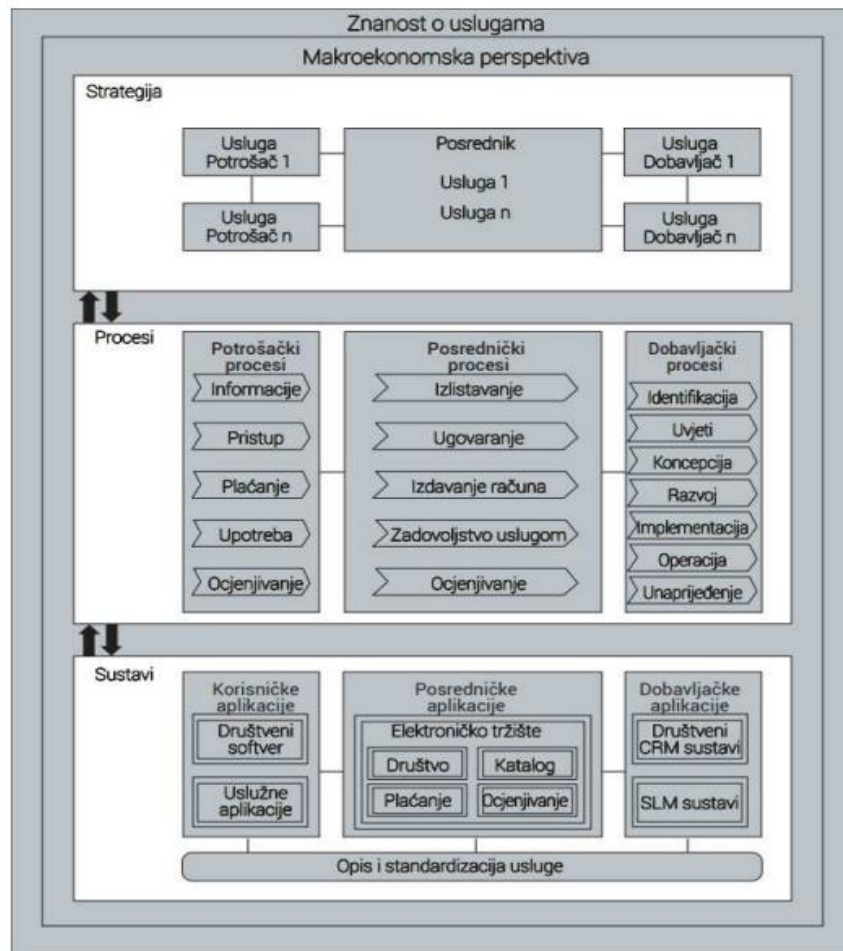 Znanost o uslugama
Makroekonomska perspektiva
Strategija
Usluga
Potrošač 1
Usluga
Potrošač n
Posrednik
Usluga 1
Usluga n
Usluga
Dobavljač 1
Usluga
Dobavljač n
Procesi
Potrošački
procesi
Informacije
Pristup
Plaćanje
Upotreba
Ocjenjivanje
Posrednički
procesi
Izlistavanje
Ugovaranje
Izdavanje računa
Zadovoljstvo uslugom
Ocjenjivanje
Dobavljački
procesi
Identifikacija
Uvjeti
Koncepcija
Razvoj
Implementacija
Operacija
Unaprijeđenje
Sustavi
Korisničke
aplikacije
Društveni
softver
Uslužne
aplikacije
Posredničke
aplikacije
Elektroničko tržište
Društvo
Katalog
Plaćanje
Ocjenjivanje
Dobavljačke
aplikacije
Društveni
CRM sustavi
SLM sustavi
Opis i standardizacija usluge